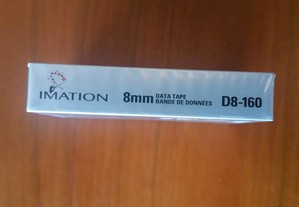 IMATION 8mm DATA TAPE D8-160
BANDE DE DONNÉES